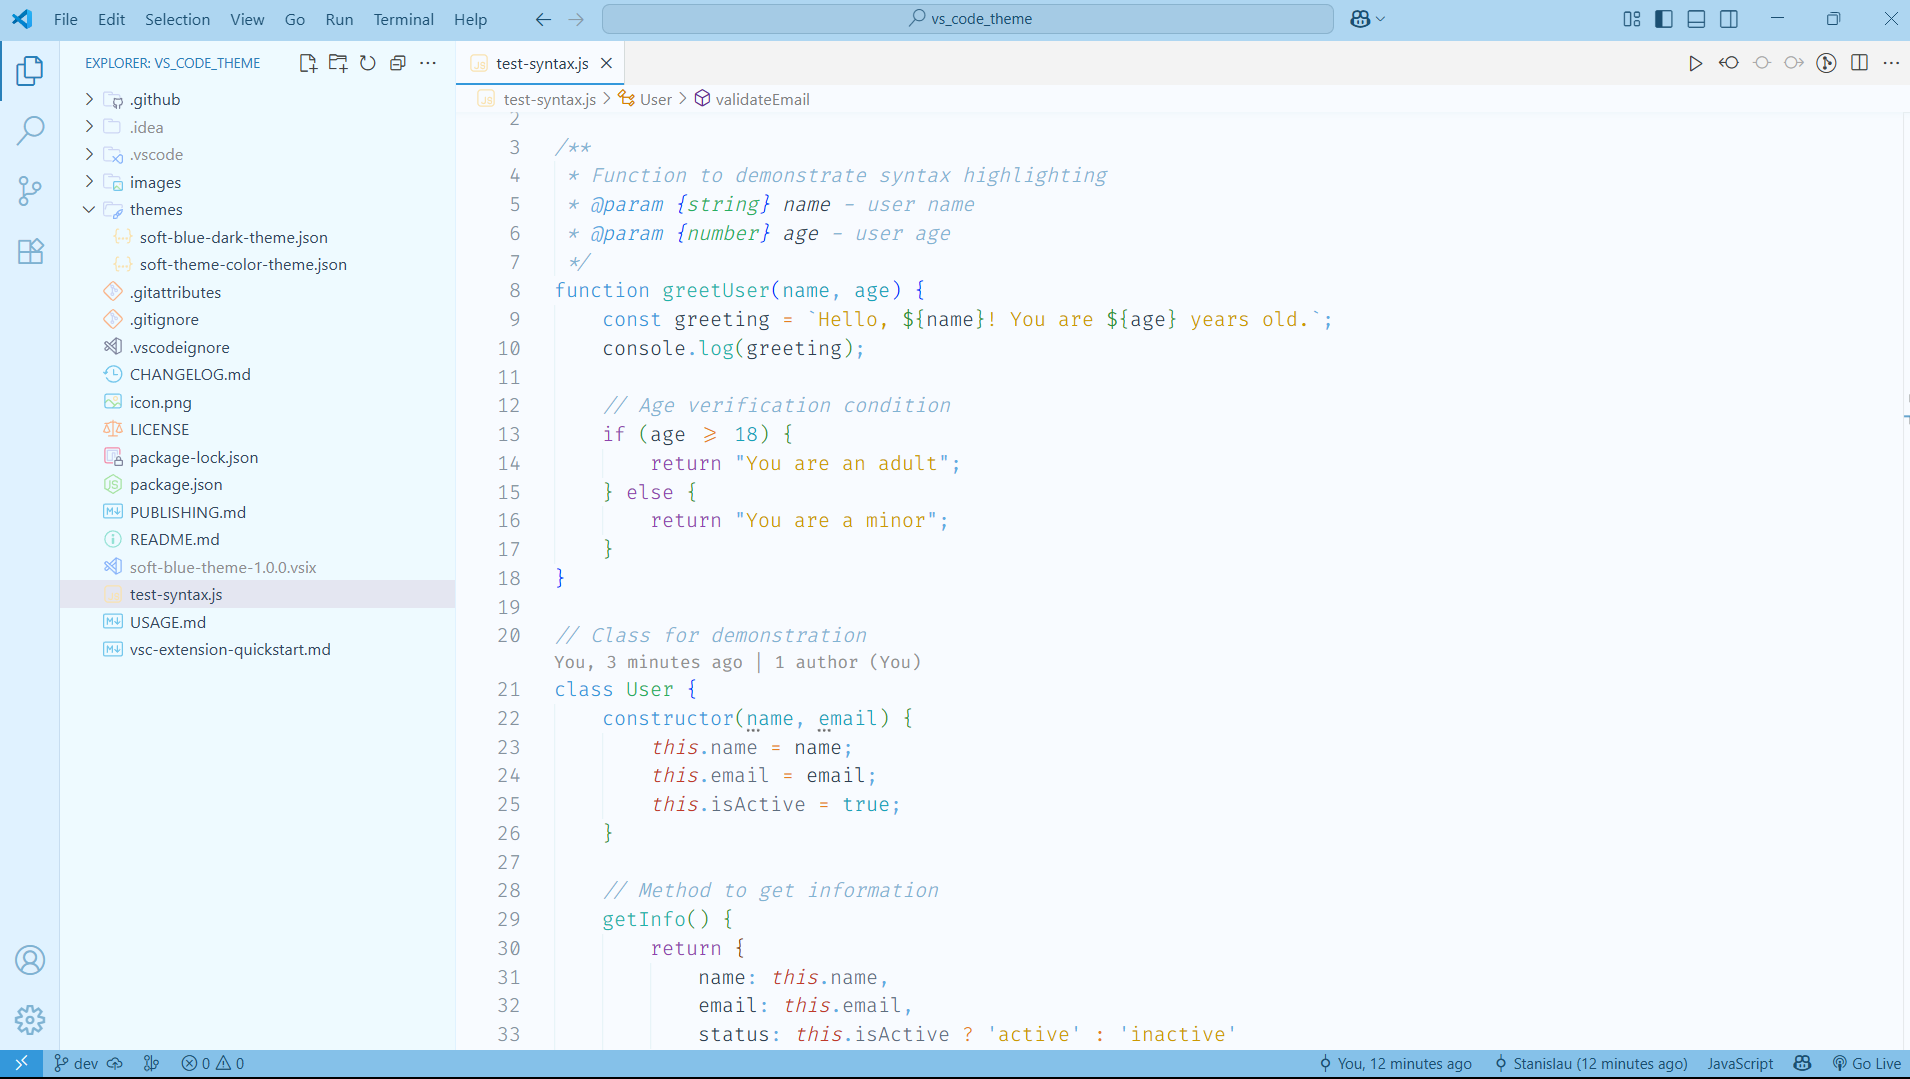 File Edit Selection View Go Run Terminal Help
vs_code_theme
EXPLORER: VS_CODE_THEME
.github
.idea
.vscode
images
themes
soft-blue-dark-theme.json
soft-theme-color-theme.json
.gitattributes
.gitignore
.vscodeignore
CHANGELOG.md
icon.png
LICENSE
package-lock.json
package.json
PUBLISHING.md
README.md
soft-blue-theme-1.0.0.vsix
test-syntax.js
USAGE.md
vsc-extension-quickstart.md
test-syntax.js
test-syntax.js > User > validateEmail
2
3 /**
4 * Function to demonstrate syntax highlighting
5 * @param {string} name - user name
6 * @param {number} age - user age
7 */
8 function greetUser(name, age) {
9 const greeting = `Hello, ${name}! You are ${age} years old.`;
10 console.log(greeting);
11
12 // Age verification condition
13 if (age ⩾ 18) {
14 return "You are an adult";
15 } else {
16 return "You are a minor";
17 }
18 }
19
20 // Class for demonstration
You, 3 minutes ago | 1 author (You)
21 class User {
22 constructor(name, email) {
23 this.name = name;
24 this.email = email;
25 this.isActive = true;
26 }
27
28 // Method to get information
29 getInfo() {
30 return {
31 name: this.name,
32 email: this.email,
33 status: this.isActive ? 'active' : 'inactive'
dev 0 0 You, 12 minutes ago Stanislau (12 minutes ago) JavaScript Go Live